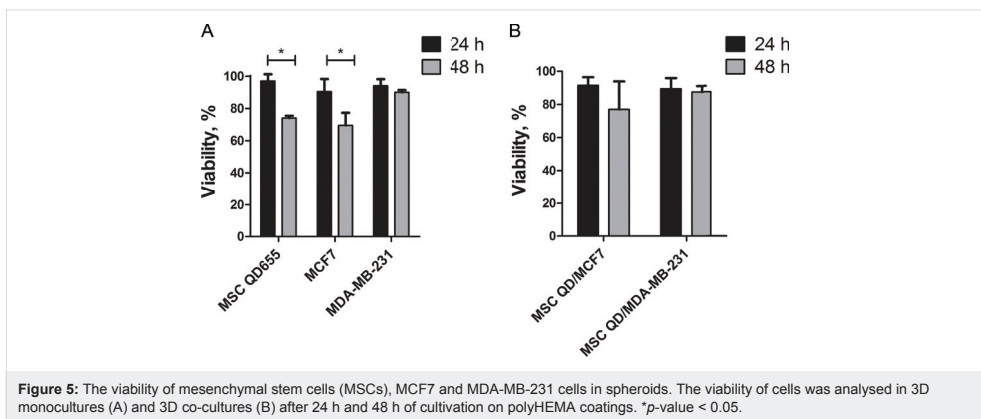 A
B
24 h
48 h
24 h
48 h
*
*
Viability, %
100
80
60
40
20
0
MSC QD655
MCF7
MDA-MB-231
Viability, %
100
80
60
40
20
0
MSC QD/MCF7
MSC QD/MDA-MB-231
Figure 5: The viability of mesenchymal stem cells (MSCs), MCF7 and MDA-MB-231 cells in spheroids. The viability of cells was analysed in 3D
monocultures (A) and 3D co-cultures (B) after 24 h and 48 h of cultivation on polyHEMA coatings. *p-value < 0.05.